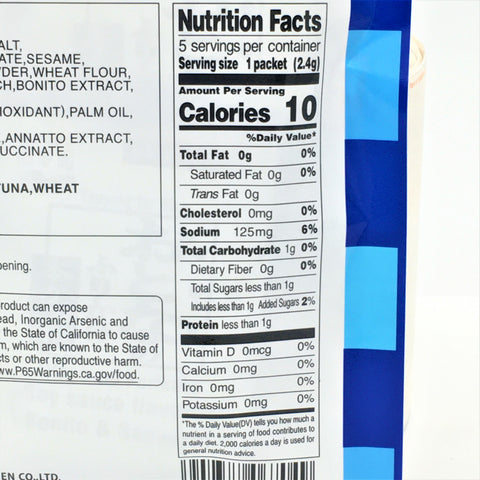 ALT,
ATE,SESAME,
DER,WHEAT FLOUR,
CH,BONITO EXTRACT,
IOXIDANT),PALM OIL,
,ANNATTO EXTRACT,
UCCINATE.
TUNA,WHEAT
pening.
roduct can expose
ead, Inorganic Arsenic and
the State of California to cause
m, which are known to the State of
cts or other reproductive harm.
ww.P65Warnings.ca.gov/food.
EN CO.,LTD.
Nutrition Facts
5 servings per container
Serving size 1 packet (2.4g)
Amount Per Serving
Calories 10
%Daily Value*
Total Fat 0g 0%
Saturated Fat 0g 0%
Trans Fat 0g
Cholesterol 0mg 0%
Sodium 125mg 6%
Total Carbohydrate 1g 0%
Dietary Fiber 0g 0%
Total Sugars less than 1g
Includes less than 1g Added Sugars 2%
Protein less than 1g
Vitamin D 0mcg 0%
Calcium 0mg 0%
Iron 0mg 0%
Potassium 0mg 0%
*The % Daily Value(DV) tells you how much a
nutrient in a serving of food contributes to
a daily diet. 2,000 calories a day is used for
general nutrition advice.